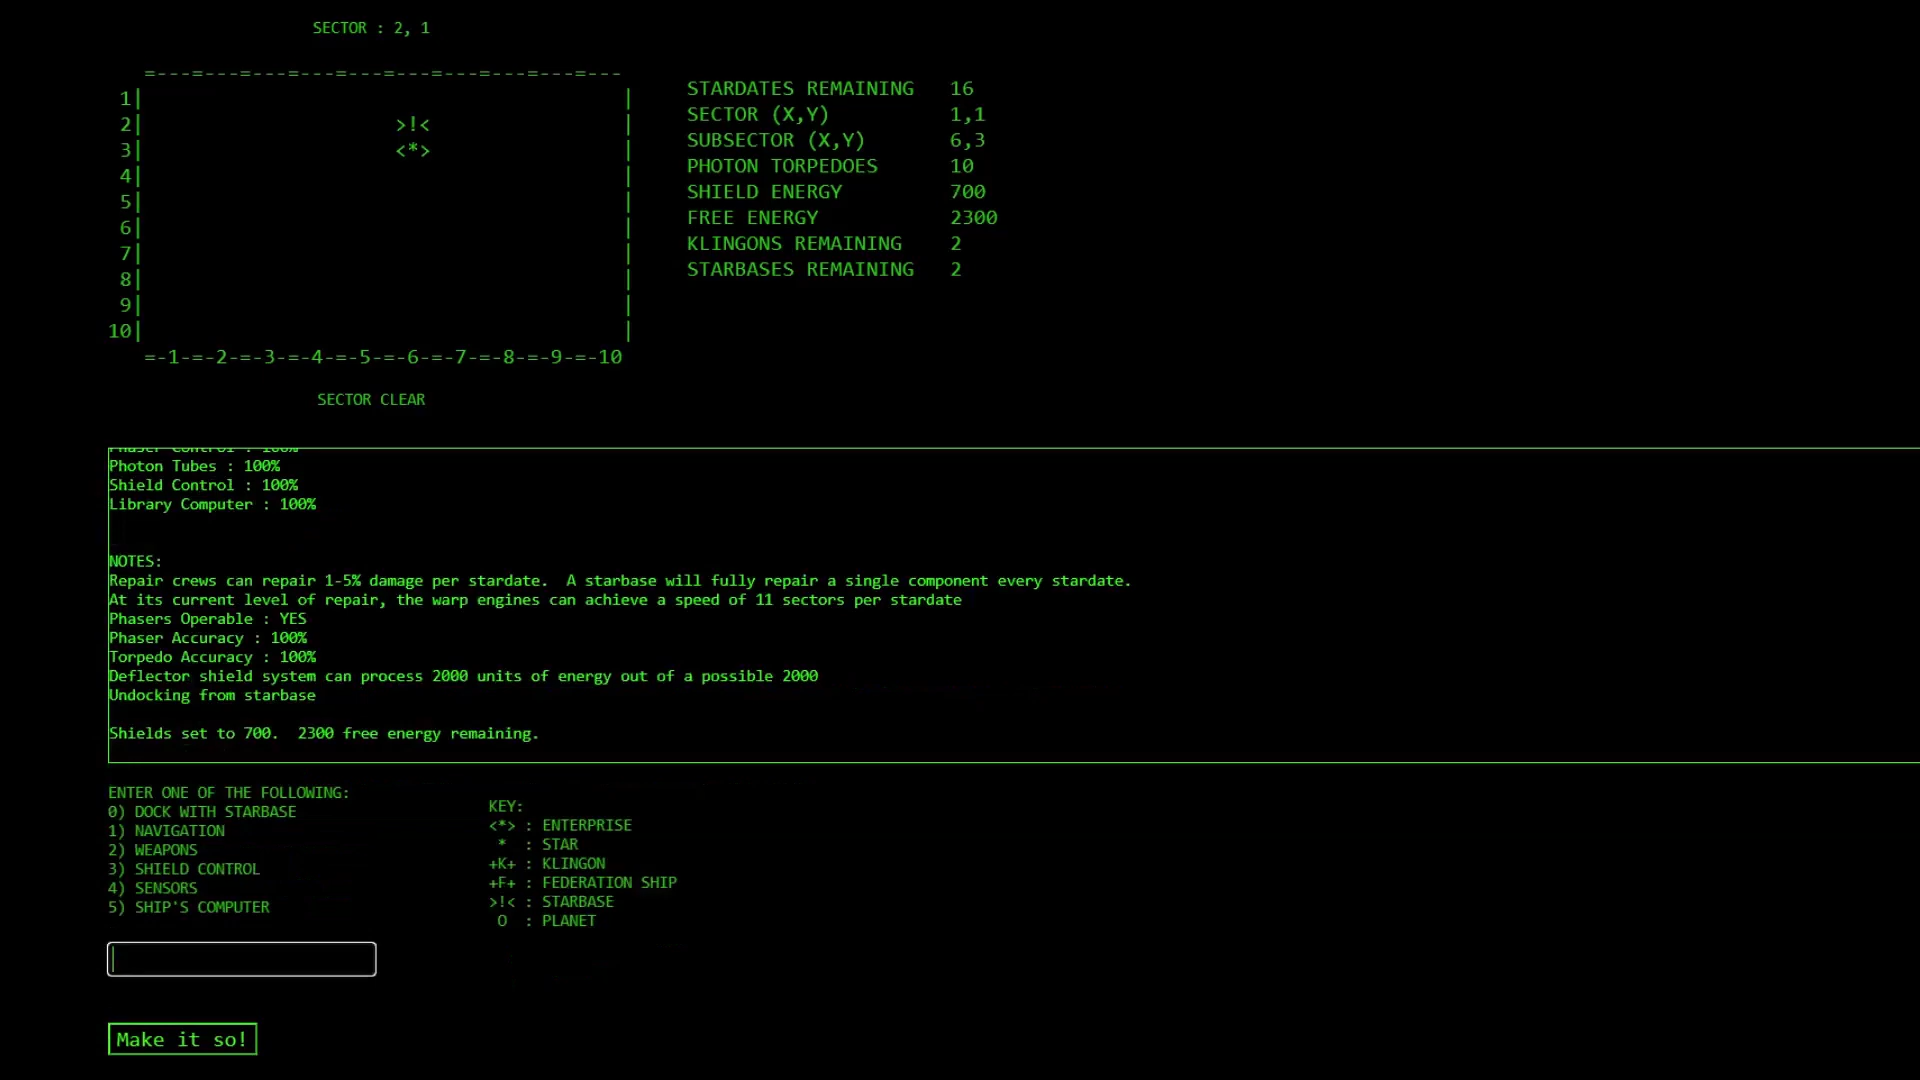 SECTOR : 2, 1
=---=---=---=---=---=---=---=---=---=---
1| |
2| >!< |
3| <*> |
4| |
5| |
6| |
7| |
8| |
9| |
10| |
=-1-=-2-=-3-=-4-=-5-=-6-=-7-=-8-=-9-=-10
SECTOR CLEAR
STARDATES REMAINING 16
SECTOR (X,Y) 1,1
SUBSECTOR (X,Y) 6,3
PHOTON TORPEDOES 10
SHIELD ENERGY 700
FREE ENERGY 2300
KLINGONS REMAINING 2
STARBASES REMAINING 2
Phaser Control : 100%
Photon Tubes : 100%
Shield Control : 100%
Library Computer : 100%
NOTES:
Repair crews can repair 1-5% damage per stardate.  A starbase will fully repair a single component every stardate.
At its current level of repair, the warp engines can achieve a speed of 11 sectors per stardate
Phasers Operable : YES
Phaser Accuracy : 100%
Torpedo Accuracy : 100%
Deflector shield system can process 2000 units of energy out of a possible 2000
Undocking from starbase
Shields set to 700.  2300 free energy remaining.
ENTER ONE OF THE FOLLOWING:
0) DOCK WITH STARBASE
1) NAVIGATION
2) WEAPONS
3) SHIELD CONTROL
4) SENSORS
5) SHIP'S COMPUTER
KEY:
<*> : ENTERPRISE
* : STAR
+K+ : KLINGON
+F+ : FEDERATION SHIP
>!< : STARBASE
O : PLANET
Make it so!